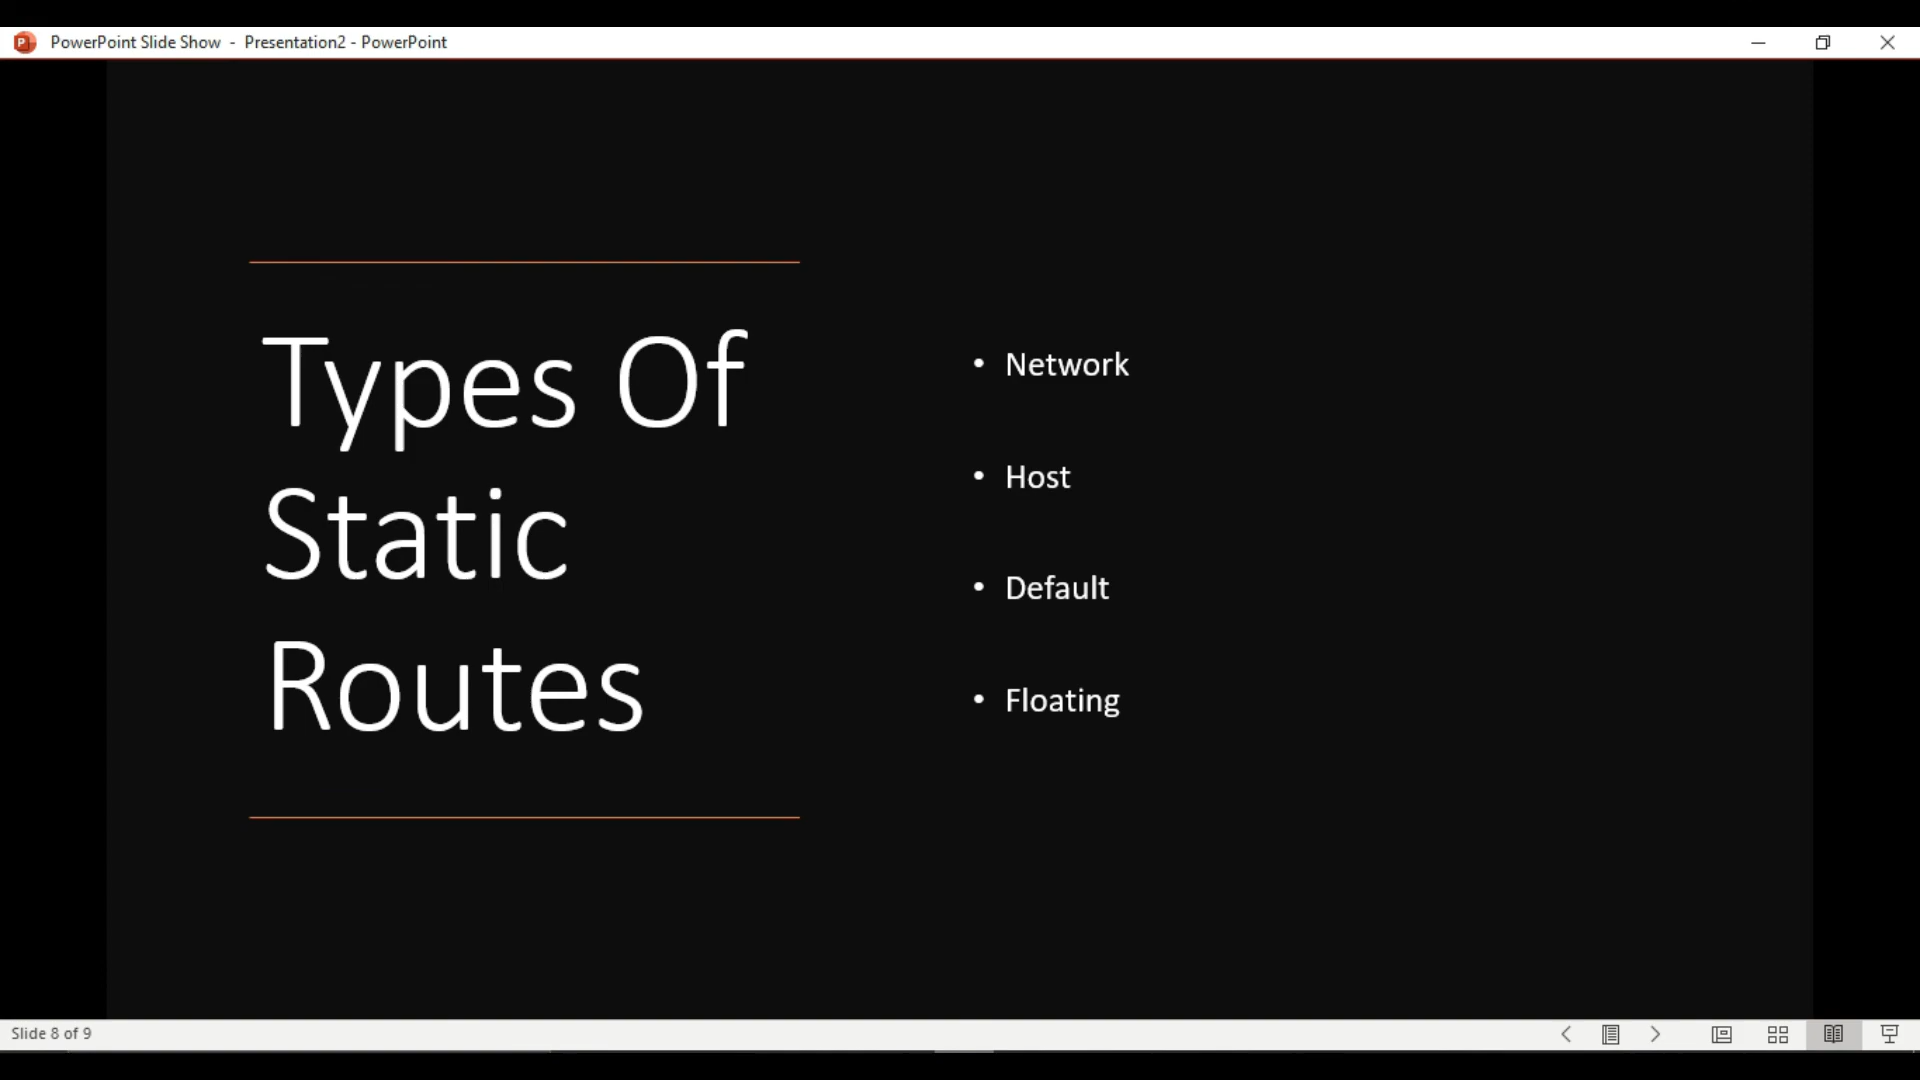 PowerPoint Slide Show - Presentation2 - PowerPoint
Types Of
Static
Routes
• Network
• Host
• Default
• Floating
Slide 8 of 9